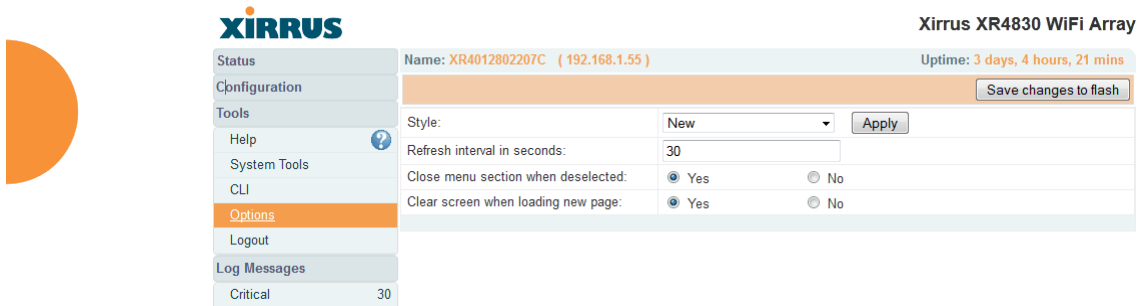 XIRRUS
Xirrus XR4830 WiFi Array
Status
Name: XR4012802207C ( 192.168.1.55 )
Uptime: 3 days, 4 hours, 21 mins
Configuration
Save changes to flash
Tools
Style: New Apply
Help ?
Refresh interval in seconds: 30
System Tools
Close menu section when deselected: Yes No
CLI
Clear screen when loading new page: Yes No
Options
Logout
Log Messages
Critical 30